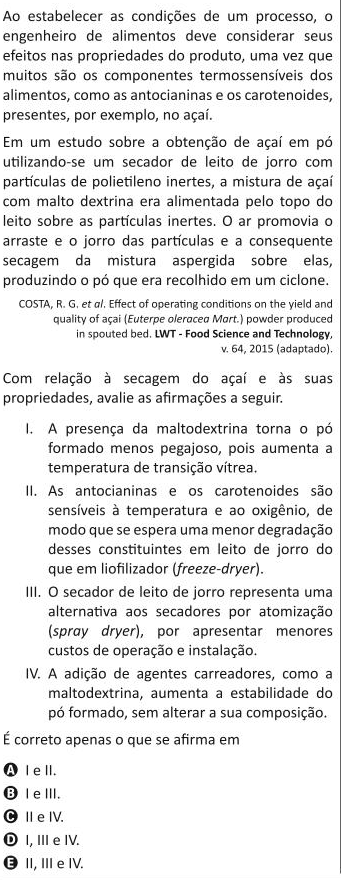 Ao estabelecer as condições de um processo, o
engenheiro de alimentos deve considerar seus
efeitos nas propriedades do produto, uma vez que
muitos são os componentes termossensíveis dos
alimentos, como as antocianinas e os carotenoides,
presentes, por exemplo, no açaí.
Em um estudo sobre a obtenção de açaí em pó
utilizando-se um secador de leito de jorro com
partículas de polietileno inertes, a mistura de açaí
com malto dextrina era alimentada pelo topo do
leito sobre as partículas inertes. O ar promovia o
arraste e o jorro das partículas e a consequente
secagem da mistura aspergida sobre elas,
produzindo o pó que era recolhido em um ciclone.
COSTA, R. G. et al. Effect of operating conditions on the yield and
quality of açai (Euterpe oleracea Mart.) powder produced
in spouted bed. LWT - Food Science and Technology,
v. 64, 2015 (adaptado).
Com relação à secagem do açaí e às suas
propriedades, avalie as afirmações a seguir.
I. A presença da maltodextrina torna o pó
formado menos pegajoso, pois aumenta a
temperatura de transição vítrea.
II. As antocianinas e os carotenoides são
sensíveis à temperatura e ao oxigênio, de
modo que se espera uma menor degradação
desses constituintes em leito de jorro do
que em liofilizador (freeze-dryer).
III. O secador de leito de jorro representa uma
alternativa aos secadores por atomização
(spray dryer), por apresentar menores
custos de operação e instalação.
IV. A adição de agentes carreadores, como a
maltodextrina, aumenta a estabilidade do
pó formado, sem alterar a sua composição.
É correto apenas o que se afirma em
A I e II.
B I e III.
C II e IV.
D I, III e IV.
E II, III e IV.